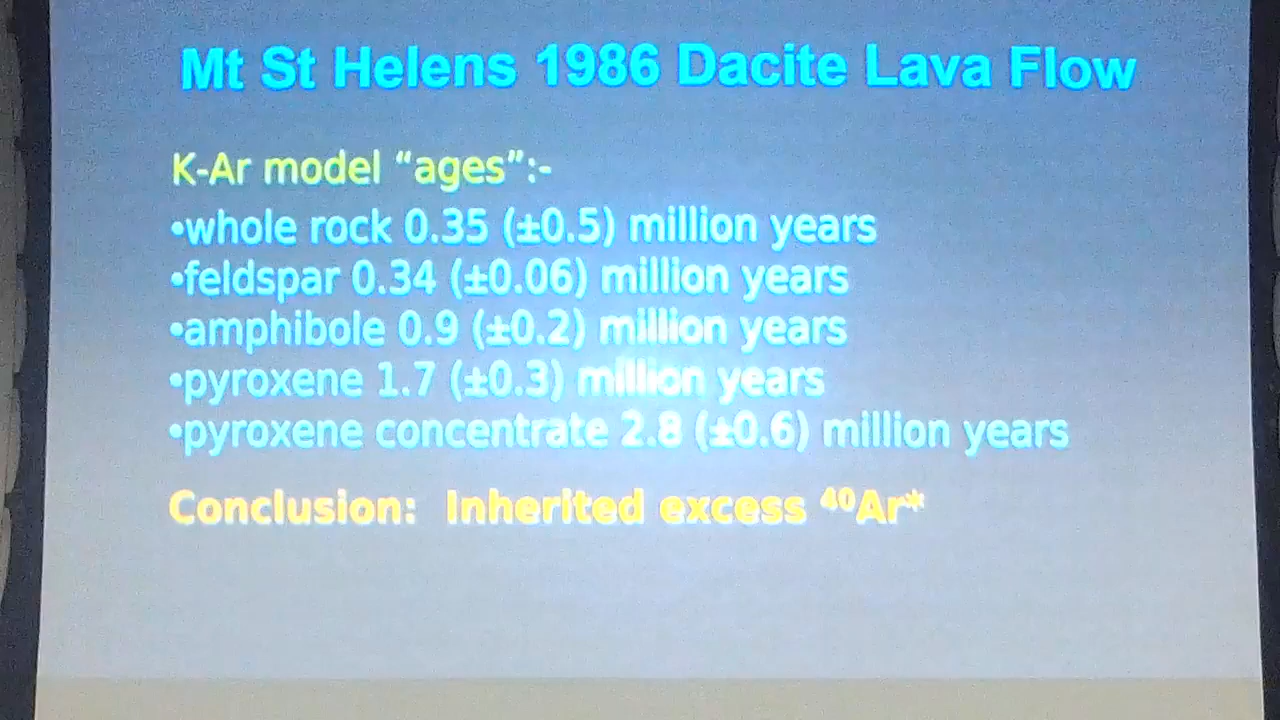 Mt St Helens 1986 Dacite Lava Flow
K-Ar model “ages”:-
•whole rock 0.35 (±0.5) million years
•feldspar 0.34 (±0.06) million years
•amphibole 0.9 (±0.2) million years
•pyroxene 1.7 (±0.3) million years
•pyroxene concentrate 2.8 (±0.6) million years
Conclusion: Inherited excess ⁴⁰Ar*